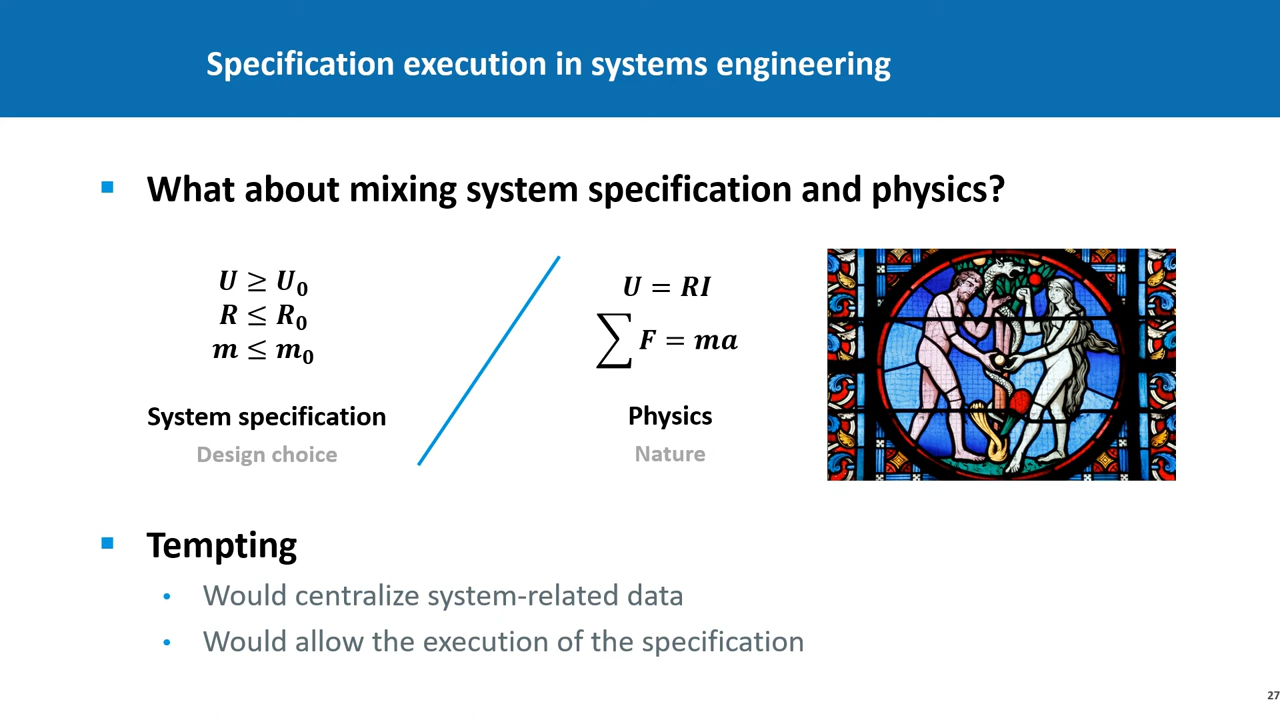 Specification execution in systems engineering
▪ What about mixing system specification and physics?
U ≥ U₀
R ≤ R₀
m ≤ m₀
System specification
Design choice
U = RI
∑ F = ma
Physics
Nature
▪ Tempting
• Would centralize system-related data
• Would allow the execution of the specification
27